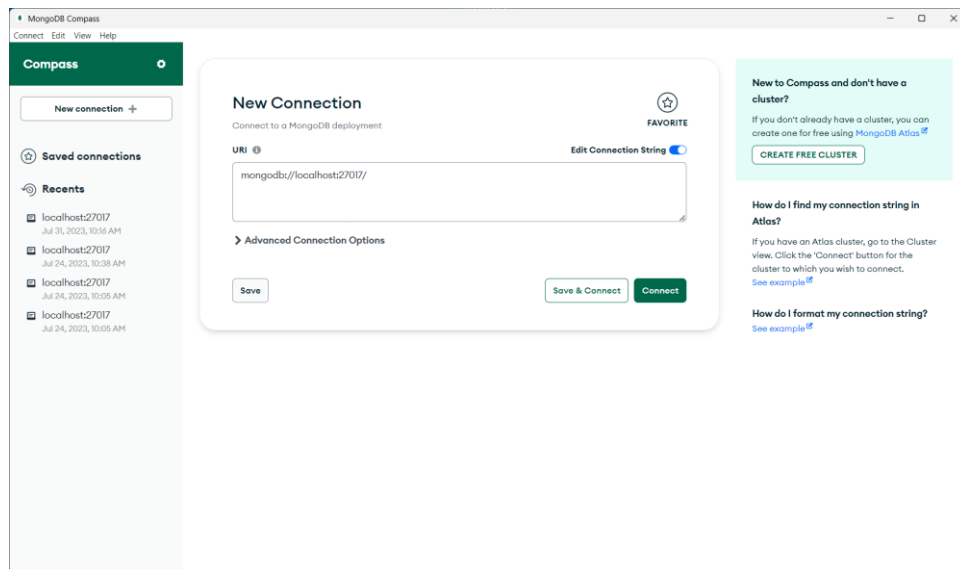 MongoDB Compass
Connect Edit View Help
Compass
New connection +
Saved connections
Recents
localhost:27017
Jul 31, 2023, 10:16 AM
localhost:27017
Jul 24, 2023, 10:38 AM
localhost:27017
Jul 24, 2023, 10:05 AM
localhost:27017
Jul 24, 2023, 10:05 AM
New Connection
Connect to a MongoDB deployment
FAVORITE
URI
Edit Connection String
mongodb://localhost:27017/
Advanced Connection Options
Save
Save & Connect
Connect
New to Compass and don't have a
cluster?
If you don't already have a cluster, you can
create one for free using MongoDB Atlas
CREATE FREE CLUSTER
How do I find my connection string in
Atlas?
If you have an Atlas cluster, go to the Cluster
view. Click the 'Connect' button for the
cluster to which you wish to connect.
See example
How do I format my connection string?
See example